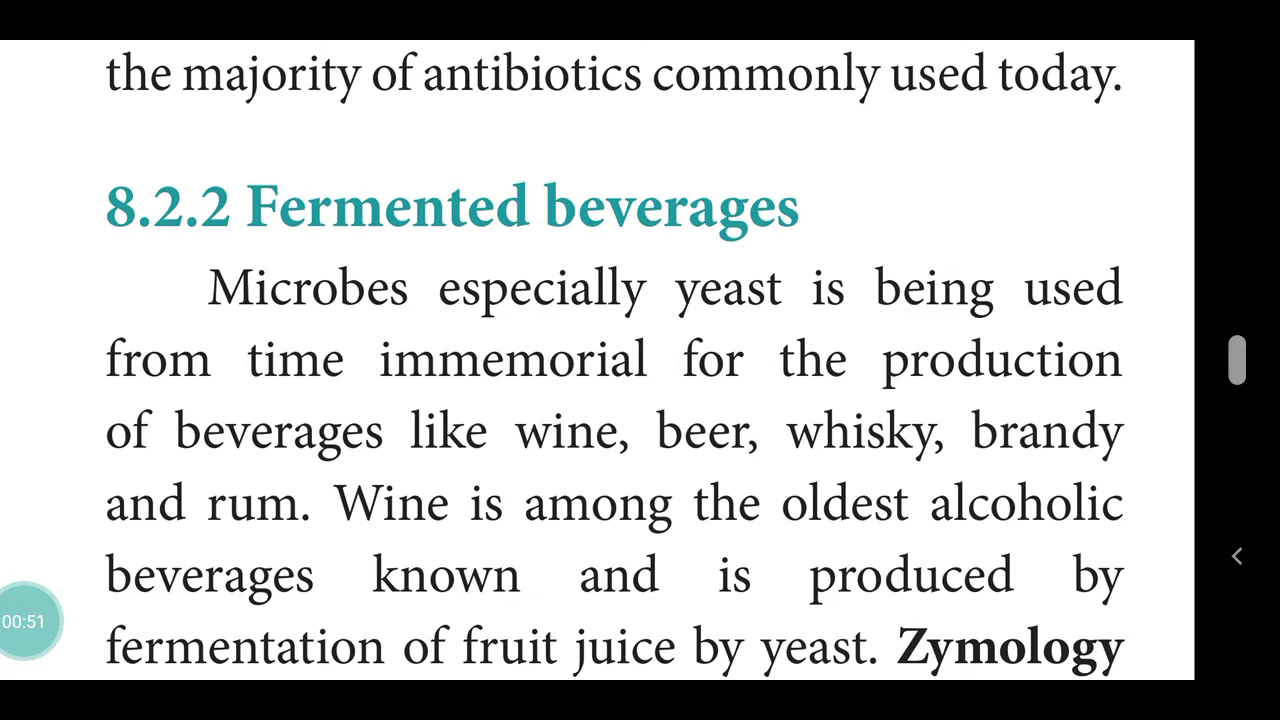 the majority of antibiotics commonly used today.
8.2.2 Fermented beverages
Microbes especially yeast is being used
from time immemorial for the production
of beverages like wine, beer, whisky, brandy
and rum. Wine is among the oldest alcoholic
beverages known and is produced by
00:51
fermentation of fruit juice by yeast. Zymology